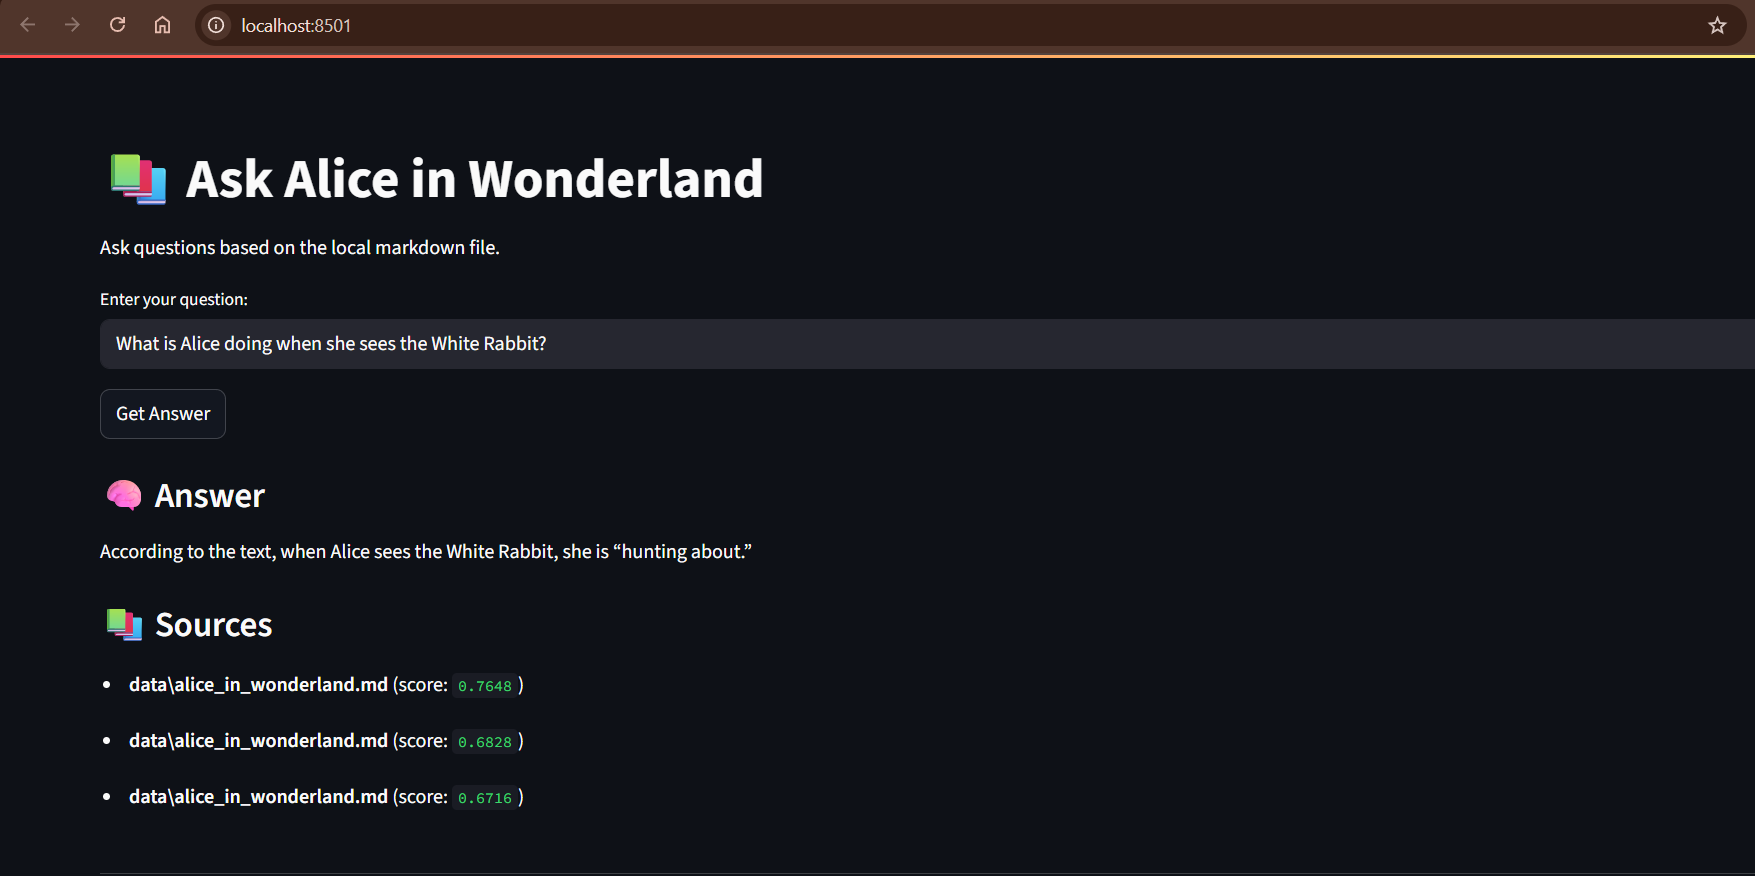 localhost:8501
Ask Alice in Wonderland
Ask questions based on the local markdown file.
Enter your question:
What is Alice doing when she sees the White Rabbit?
Get Answer
Answer
According to the text, when Alice sees the White Rabbit, she is “hunting about.”
Sources
data\alice_in_wonderland.md (score: 0.7648)
data\alice_in_wonderland.md (score: 0.6828)
data\alice_in_wonderland.md (score: 0.6716)